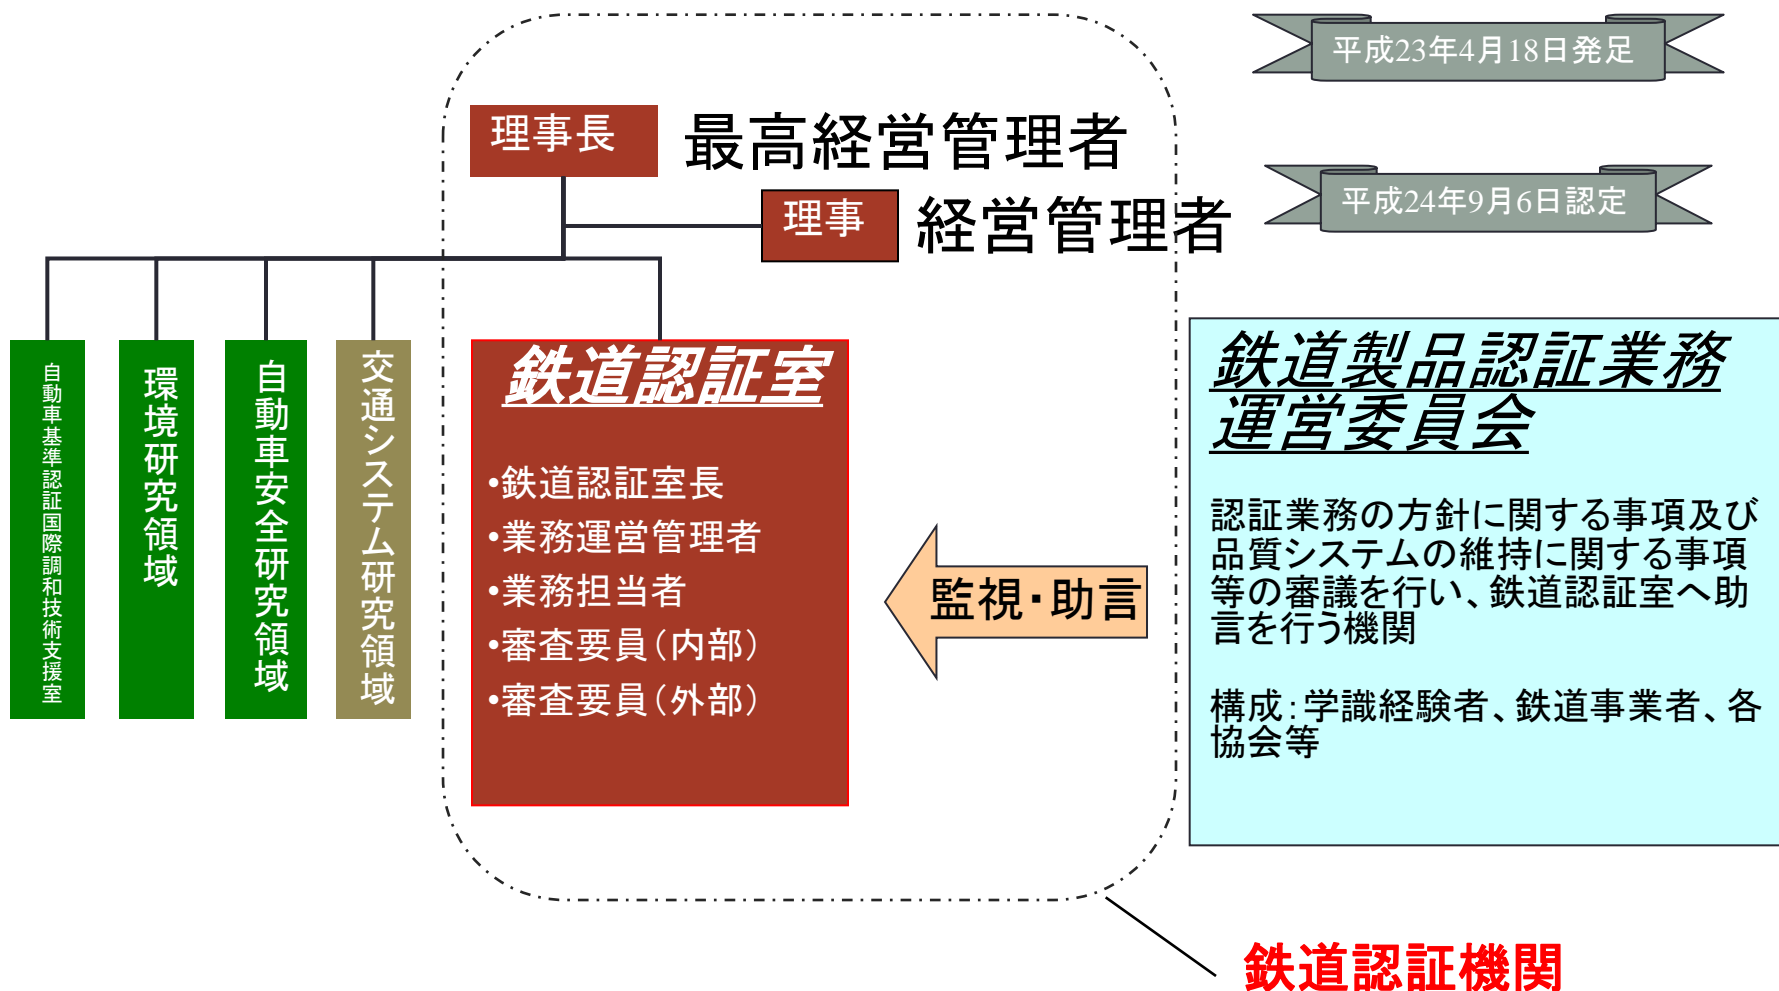 平成23年4月18日発足
理事長
最高経営管理者
平成24年9月6日認定
理事
経営管理者
自動車基準認証国際調和技術支援室
環境研究領域
自動車安全研究領域
交通システム研究領域
鉄道認証室
•鉄道認証室長
•業務運営管理者
•業務担当者
•審査要員(内部)
•審査要員(外部)
監視・助言
鉄道製品認証業務
運営委員会
認証業務の方針に関する事項及び
品質システムの維持に関する事項
等の審議を行い、鉄道認証室へ助
言を行う機関
構成:学識経験者、鉄道事業者、各
協会等
鉄道認証機関